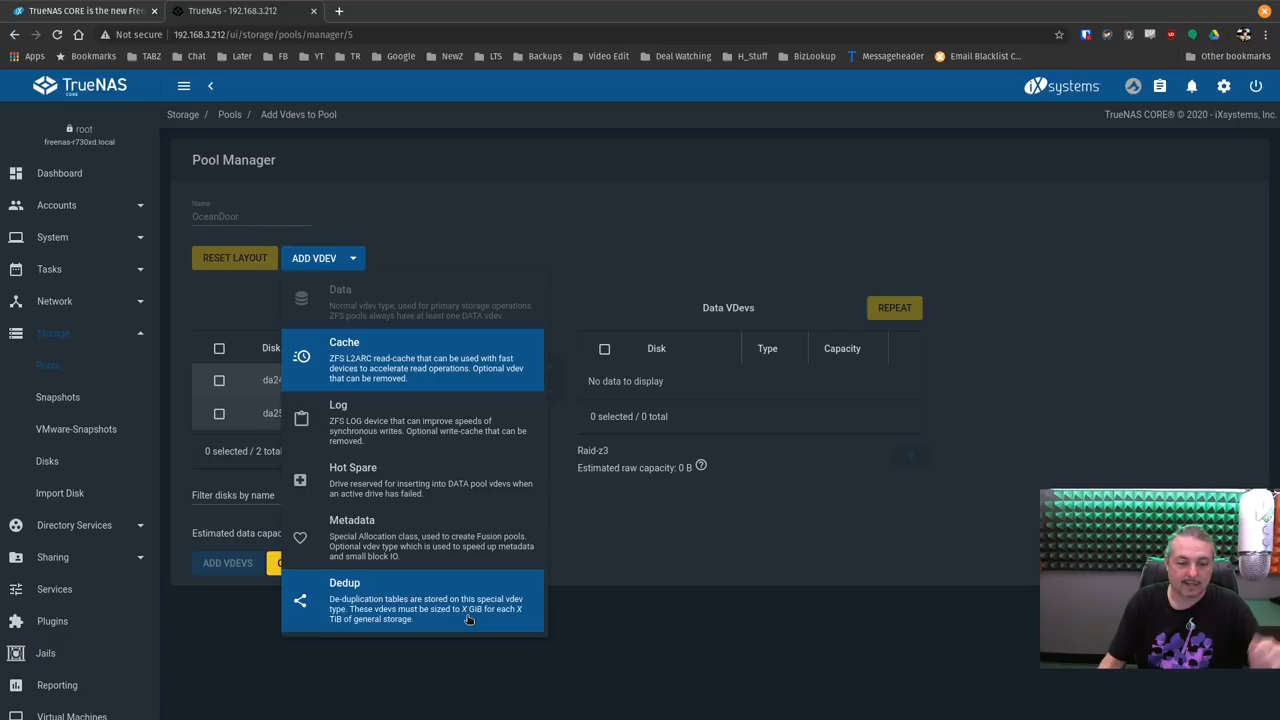 TrueNAS CORE is the new Free
TrueNAS - 192.168.3.212
Not secure
192.168.3.212/ui/storage/pools/manager/5
Apps
Bookmarks
TABZ
Chat
Later
FB
YT
TR
Google
NewZ
LTS
Backups
Video Edit
Deal Watching
H_Stuff
BizLookup
Messageheader
Email Blacklist C...
Other bookmarks
TrueNAS
CORE
iXsystems
root
freenas-r730xd.local
Dashboard
Accounts
System
Tasks
Network
Storage
Pools
Snapshots
VMware-Snapshots
Disks
Import Disk
Directory Services
Sharing
Services
Plugins
Jails
Reporting
Virtual Machines
Storage / Pools / Add Vdevs to Pool
TrueNAS CORE® © 2020 - iXsystems, Inc.
Pool Manager
Name
OceanDoor
RESET LAYOUT
ADD VDEV
Data
Normal vdev type, used for primary storage operations.
ZFS pools always have at least one DATA vdev.
Cache
ZFS L2ARC read-cache that can be used with fast
devices to accelerate read operations. Optional vdev
that can be removed.
Log
ZFS LOG device that can improve speeds of
synchronous writes. Optional write-cache that can be
removed.
Hot Spare
Drive reserved for inserting into DATA pool vdevs when
an active drive has failed.
Metadata
Special Allocation class, used to create Fusion pools.
Optional vdev type which is used to speed up metadata
and small block IO.
Dedup
De-duplication tables are stored on this special vdev
type. These vdevs must be sized to X GiB for each X
TiB of general storage.
Disk
da24
da25
0 selected / 2 total
Filter disks by name
Estimated data capac
ADD VDEVS
Data VDevs
REPEAT
Disk
Type
Capacity
No data to display
0 selected / 0 total
Raid-z3
Estimated raw capacity: 0 B